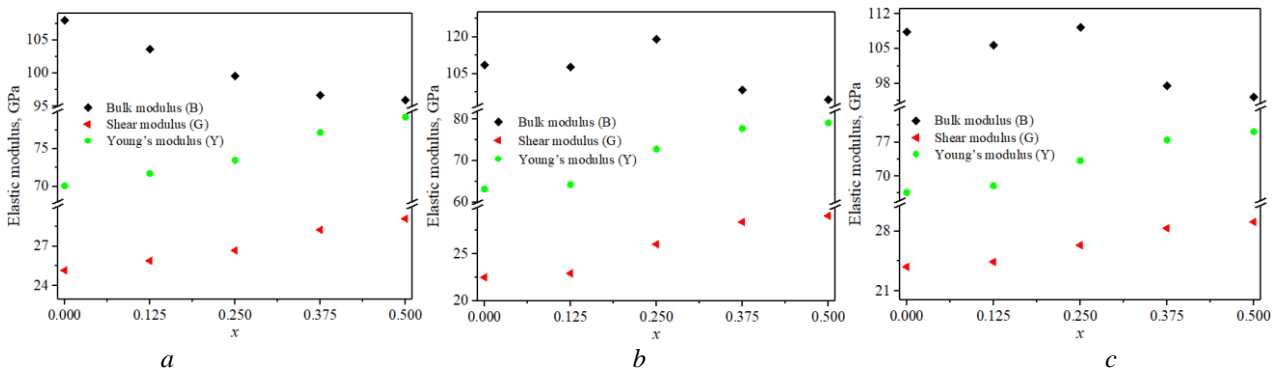 Elastic modulus, GPa
105
100
95
Bulk modulus (B)
Shear modulus (G)
Young's modulus (Y)
75
70
27
24
0.000 0.125 0.250 0.375 0.500
x
a
Elastic modulus, GPa
120
105
Bulk modulus (B)
Shear modulus (G)
Young's modulus (Y)
80
70
60
25
20
0.000 0.125 0.250 0.375 0.500
x
b
Elastic modulus, GPa
112
105
98
Bulk modulus (B)
Shear modulus (G)
Young's modulus (Y)
77
70
28
21
0.000 0.125 0.250 0.375 0.500
x
c